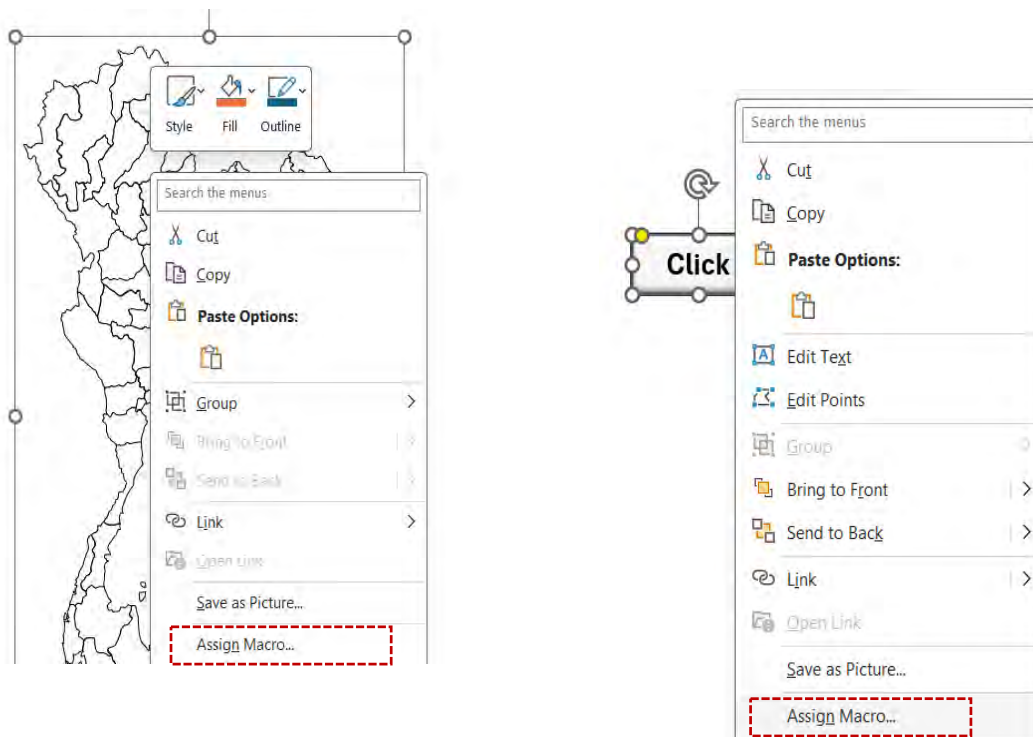 Style Fill Outline
Search the menus
Cut
Copy
Paste Options:
Group
Bring to Front
Send to Back
Link
Open Link
Save as Picture...
Assign Macro...
Click
Search the menus
Cut
Copy
Paste Options:
Edit Text
Edit Points
Group
Bring to Front
Send to Back
Link
Open Link
Save as Picture...
Assign Macro...